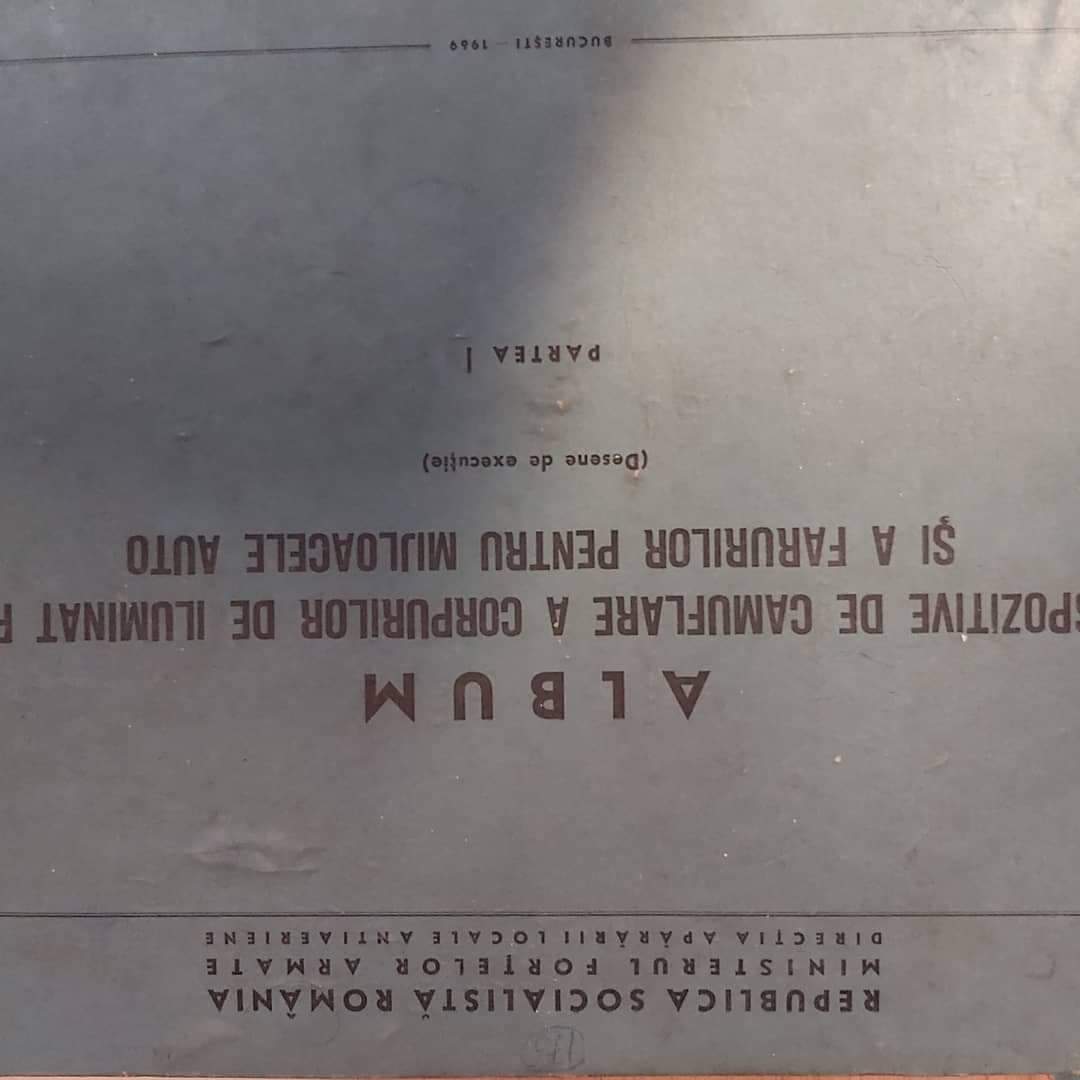 REPUBLICA SOCIALISTĂ ROMÂNIA
MINISTERUL FORȚELOR ARMATE
DIRECȚIA APĂRĂRII LOCALE ANTIAERIENE
ALBUM
SPOZITIVE DE CAMUFLARE A CORPURILOR DE ILUMINAT
ȘI A FARURILOR PENTRU MIJLOACELE AUTO
(Desene de execuție)
PARTEA I
BUCUREȘTI — 1969